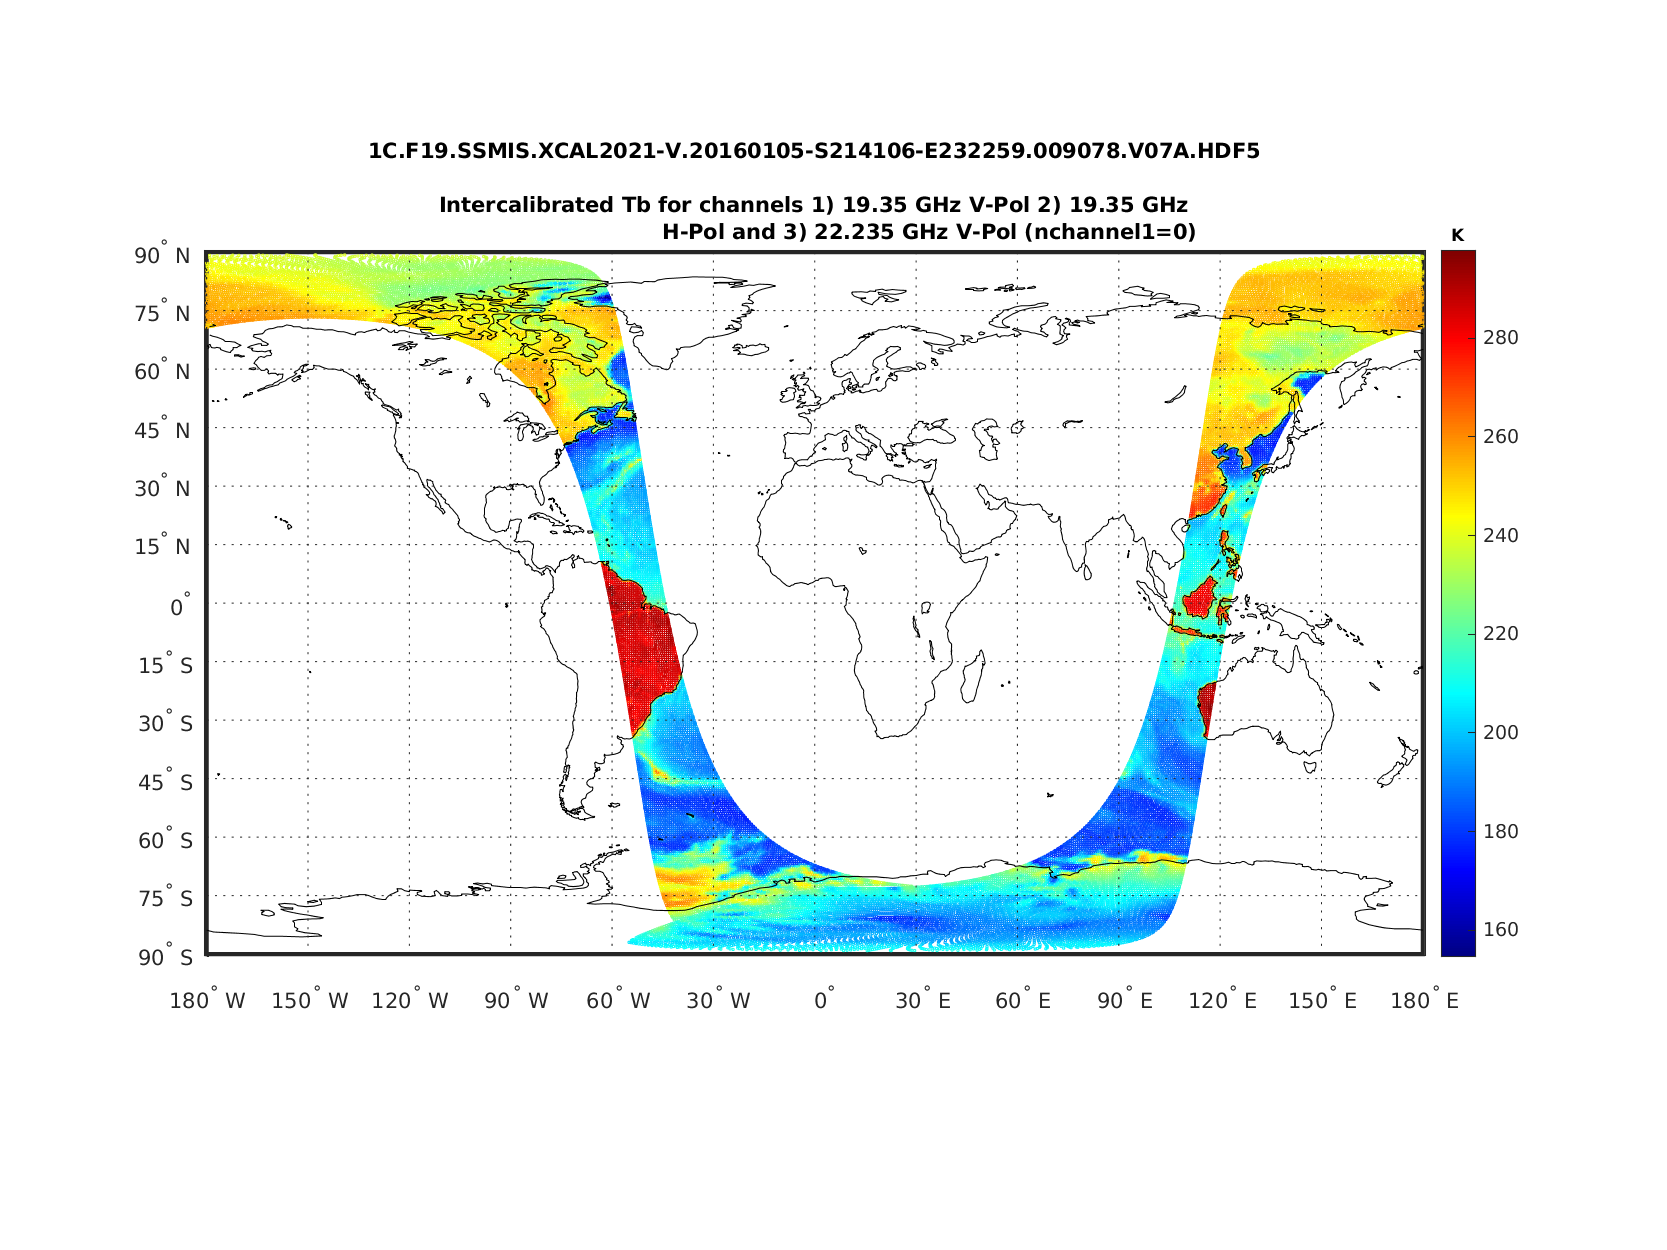 1C.F19.SSMIS.XCAL2021-V.20160105-S214106-E232259.009078.V07A.HDF5
Intercalibrated Tb for channels 1) 19.35 GHz V-Pol 2) 19.35 GHz
H-Pol and 3) 22.235 GHz V-Pol (nchannel1=0)
K
90° N
75° N
60° N
45° N
30° N
15° N
0°
15° S
30° S
45° S
60° S
75° S
90° S
180° W 150° W 120° W 90° W 60° W 30° W 0° 30° E 60° E 90° E 120° E 150° E 180° E
280
260
240
220
200
180
160